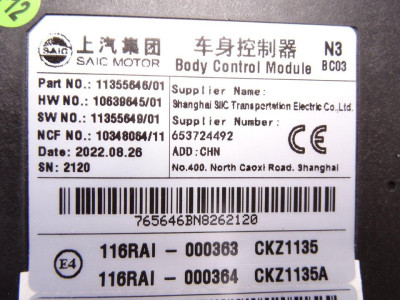 12
SAIC 上汽集团 车身控制器 N3
SAIC MOTOR Body Control Module BC03
Part NO.: 11355646/01 Supplier Name:
HW NO.: 10639645/01 Shanghai SIIC Transportation Electric Co.,Ltd.
SW NO.: 11355649/01 Supplier Number:
NCF NO.: 10348064/11 653724492 CE
Date: 2022.08.26 ADD: CHN
SN: 2120 No.400. North Caoxi Road. Shanghai
765646BN8262120
E4 116RAI - 000363 CKZ1135
116RAI - 000364 CKZ1135A